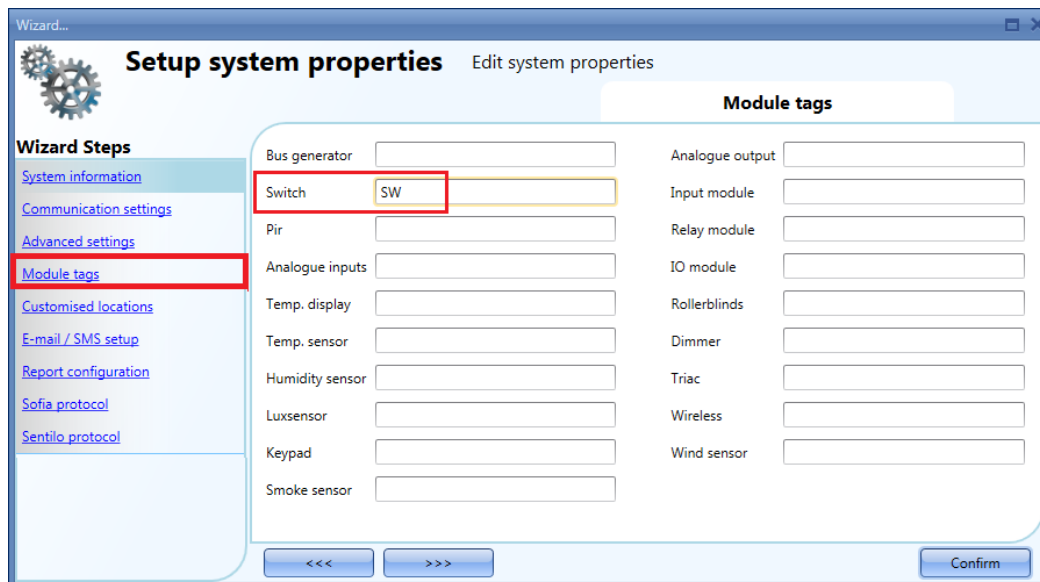 Wizard...
Setup system properties Edit system properties
Module tags
Wizard Steps
System information
Communication settings
Advanced settings
Module tags
Customised locations
E-mail / SMS setup
Report configuration
Sofia protocol
Sentilo protocol
Bus generator
Switch SW
Pir
Analogue inputs
Temp. display
Temp. sensor
Humidity sensor
Luxsensor
Keypad
Smoke sensor
Analogue output
Input module
Relay module
IO module
Rollerblinds
Dimmer
Triac
Wireless
Wind sensor
<<< >>> Confirm